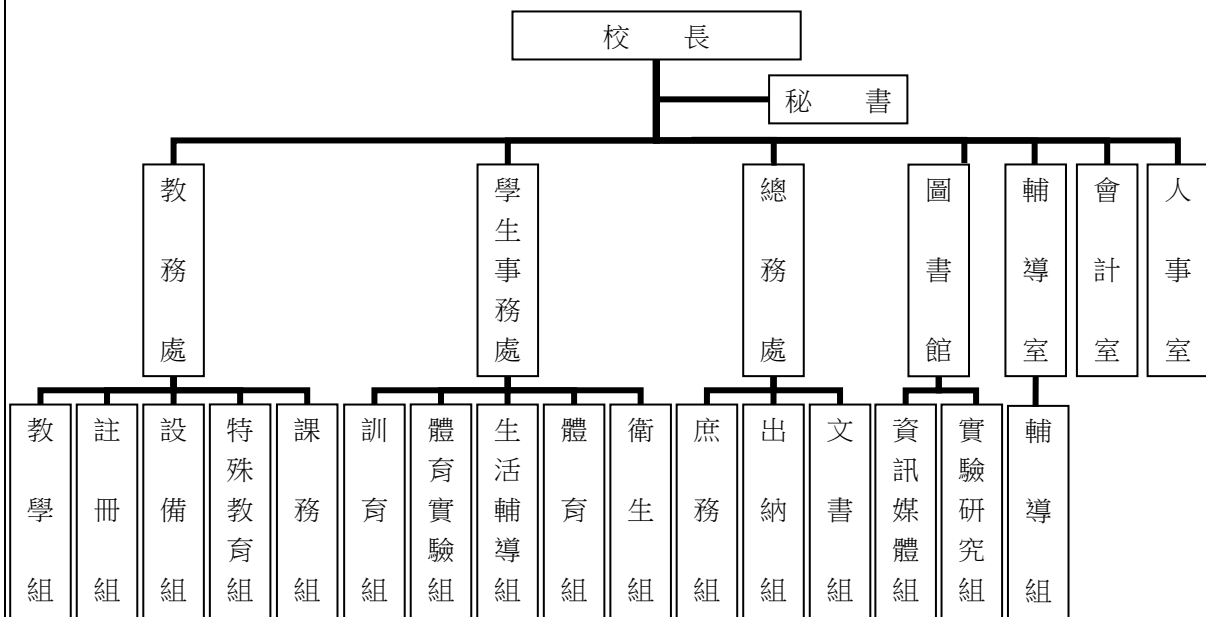 校長
秘書
教務處
學生事務處
總務處
圖書館
輔導室
會計室
人事室
教學組
註冊組
設備組
特殊教育組
課務組
訓育組
體育實驗組
生活輔導組
體育組
衛生組
庶務組
出納組
文書組
資訊媒體組
實驗研究組
輔導組